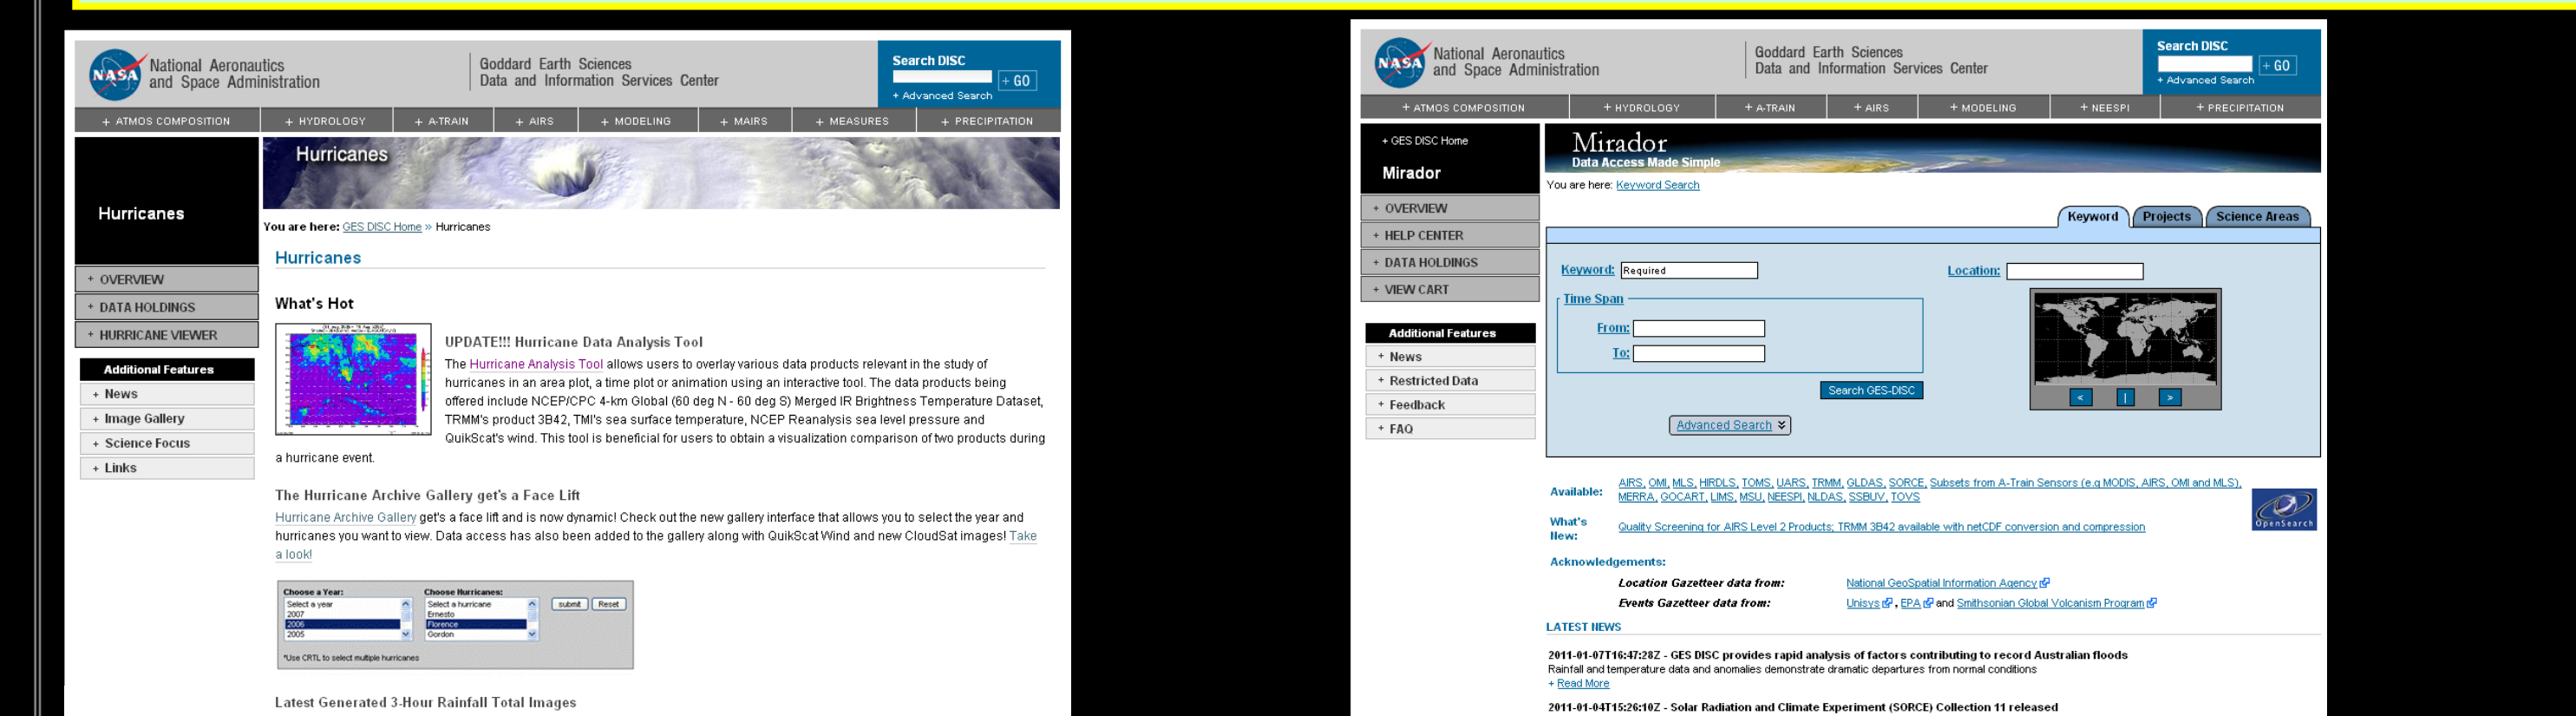 NASA
National Aeronautics
and Space Administration
Goddard Earth Sciences
Data and Information Services Center
Search DISC
+ GO
+ Advanced Search
+ ATMOS COMPOSITION + HYDROLOGY + A-TRAIN + AIRS + MODELING + MAIRS + MEASURES + PRECIPITATION
Hurricanes
Hurricanes
You are here: GES DISC Home » Hurricanes
Hurricanes
+ OVERVIEW
+ DATA HOLDINGS
+ HURRICANE VIEWER
Additional Features
+ News
+ Image Gallery
+ Science Focus
+ Links
What's Hot
UPDATE!!! Hurricane Data Analysis Tool
The Hurricane Analysis Tool allows users to overlay various data products relevant in the study of
hurricanes in an area plot, a time plot or animation using an interactive tool. The data products being
offered include NCEP/CPC 4-km Global (60 deg N - 60 deg S) Merged IR Brightness Temperature Dataset,
TRMM's product 3B42, TMI's sea surface temperature, NCEP Reanalysis sea level pressure and
QuikScat's wind. This tool is beneficial for users to obtain a visualization comparison of two products during
a hurricane event.
The Hurricane Archive Gallery get's a Face Lift
Hurricane Archive Gallery get's a face lift and is now dynamic! Check out the new gallery interface that allows you to select the year and
hurricanes you want to view. Data access has also been added to the gallery along with QuikScat Wind and new CloudSat images! Take
a look!
Choose a Year:
Select a year
2007
2006
2005
Choose Hurricanes:
Select a hurricane
Ernesto
Florence
Gordon
submit
Reset
*Use CRTL to select multiple hurricanes
Latest Generated 3-Hour Rainfall Total Images
NASA
National Aeronautics
and Space Administration
Goddard Earth Sciences
Data and Information Services Center
Search DISC
+ GO
+ Advanced Search
+ ATMOS COMPOSITION + HYDROLOGY + A-TRAIN + AIRS + MODELING + NEESPI + PRECIPITATION
+ GES DISC Home
Mirador
Mirador
Data Access Made Simple
You are here: Keyword Search
+ OVERVIEW
+ HELP CENTER
+ DATA HOLDINGS
+ VIEW CART
Additional Features
+ News
+ Restricted Data
+ Feedback
+ FAQ
Keyword Projects Science Areas
Keyword: Required
Location:
Time Span
From:
To:
Search GES-DISC
< | >
Advanced Search
Available: AIRS, OMI, MLS, HIRDLS, TOMS, UARS, TRMM, GLDAS, SORCE, Subsets from A-Train Sensors (e.g MODIS, AIRS, OMI and MLS),
MERRA, GOCART, LIMS, MSU, NEESPI, NLDAS, SSBUV, TOVS
OpenSearch
What's New: Quality Screening for AIRS Level 2 Products; TRMM 3B42 available with netCDF conversion and compression
Acknowledgements:
Location Gazetteer data from: National GeoSpatial Information Agency
Events Gazetteer data from: Unisys , EPA and Smithsonian Global Volcanism Program
LATEST NEWS
2011-01-07T16:47:28Z - GES DISC provides rapid analysis of factors contributing to record Australian floods
Rainfall and temperature data and anomalies demonstrate dramatic departures from normal conditions
+ Read More
2011-01-04T15:26:10Z - Solar Radiation and Climate Experiment (SORCE) Collection 11 released